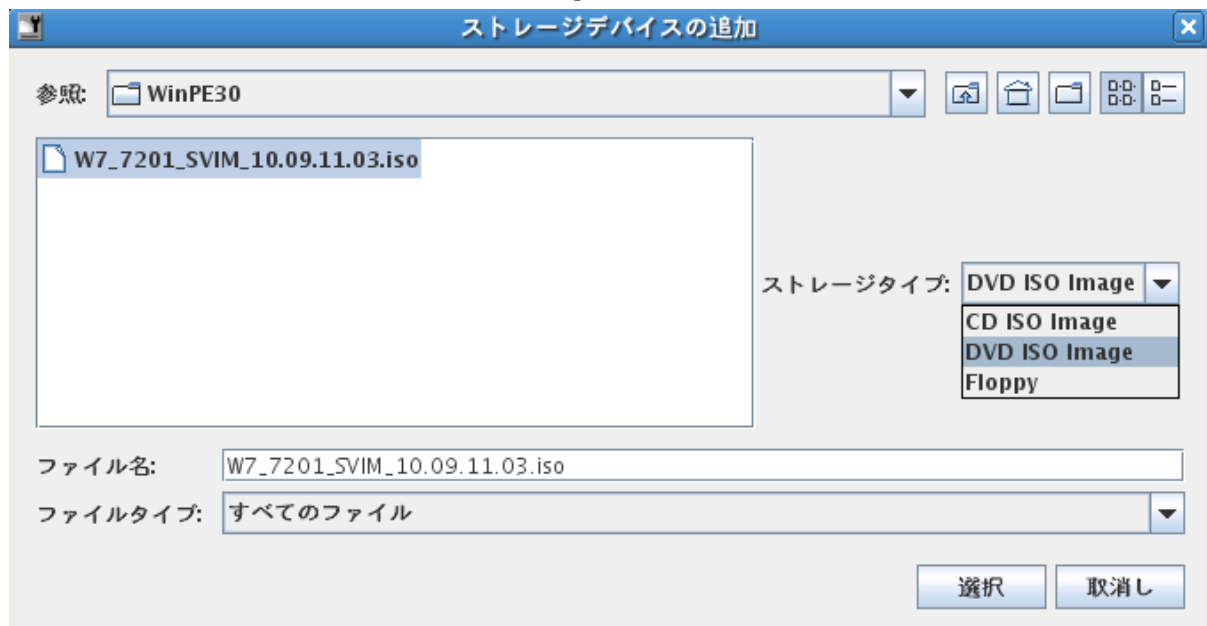 ストレージデバイスの追加
参照: WinPE30
W7_7201_SVIM_10.09.11.03.iso
ストレージタイプ: DVD ISO Image
CD ISO Image
DVD ISO Image
Floppy
ファイル名: W7_7201_SVIM_10.09.11.03.iso
ファイルタイプ: すべてのファイル
選択 取消し